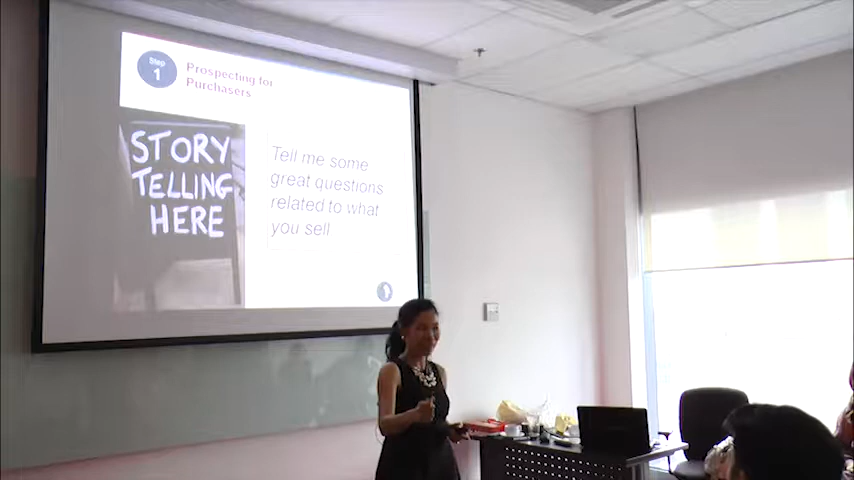 Step
1
Prospecting for
Purchasers
STORY
TELLING
HERE
Tell me some
great questions
related to what
you sell